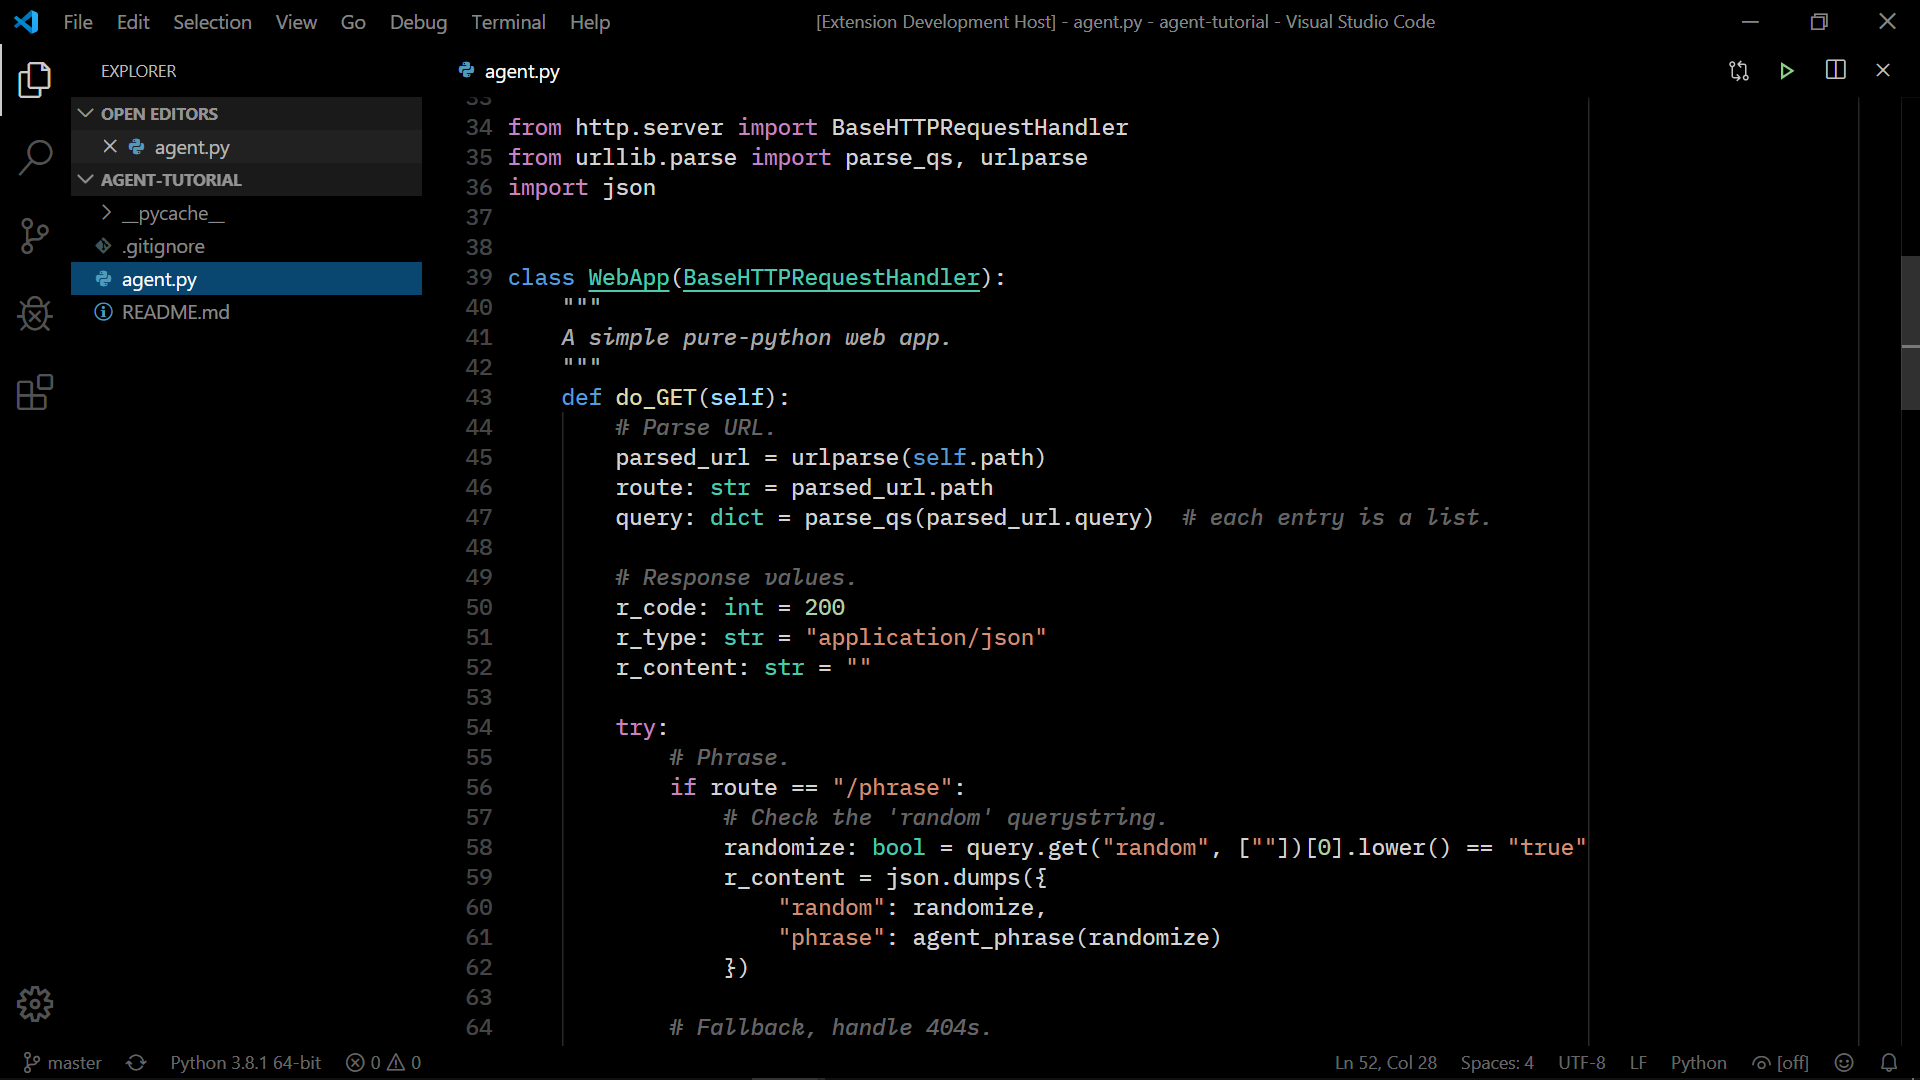 File Edit Selection View Go Debug Terminal Help
[Extension Development Host] - agent.py - agent-tutorial - Visual Studio Code
EXPLORER
OPEN EDITORS
agent.py
AGENT-TUTORIAL
__pycache__
.gitignore
agent.py
README.md
agent.py
33
34 from http.server import BaseHTTPRequestHandler
35 from urllib.parse import parse_qs, urlparse
36 import json
37
38
39 class WebApp(BaseHTTPRequestHandler):
40     """
41     A simple pure-python web app.
42     """
43     def do_GET(self):
44         # Parse URL.
45         parsed_url = urlparse(self.path)
46         route: str = parsed_url.path
47         query: dict = parse_qs(parsed_url.query)  # each entry is a list.
48
49         # Response values.
50         r_code: int = 200
51         r_type: str = "application/json"
52         r_content: str = ""
53
54         try:
55             # Phrase.
56             if route == "/phrase":
57                 # Check the 'random' querystring.
58                 randomize: bool = query.get("random", [""])[0].lower() == "true"
59                 r_content = json.dumps({
60                     "random": randomize,
61                     "phrase": agent_phrase(randomize)
62                 })
63
64             # Fallback, handle 404s.
master Python 3.8.1 64-bit 0 0 Ln 52, Col 28 Spaces: 4 UTF-8 LF Python [off]